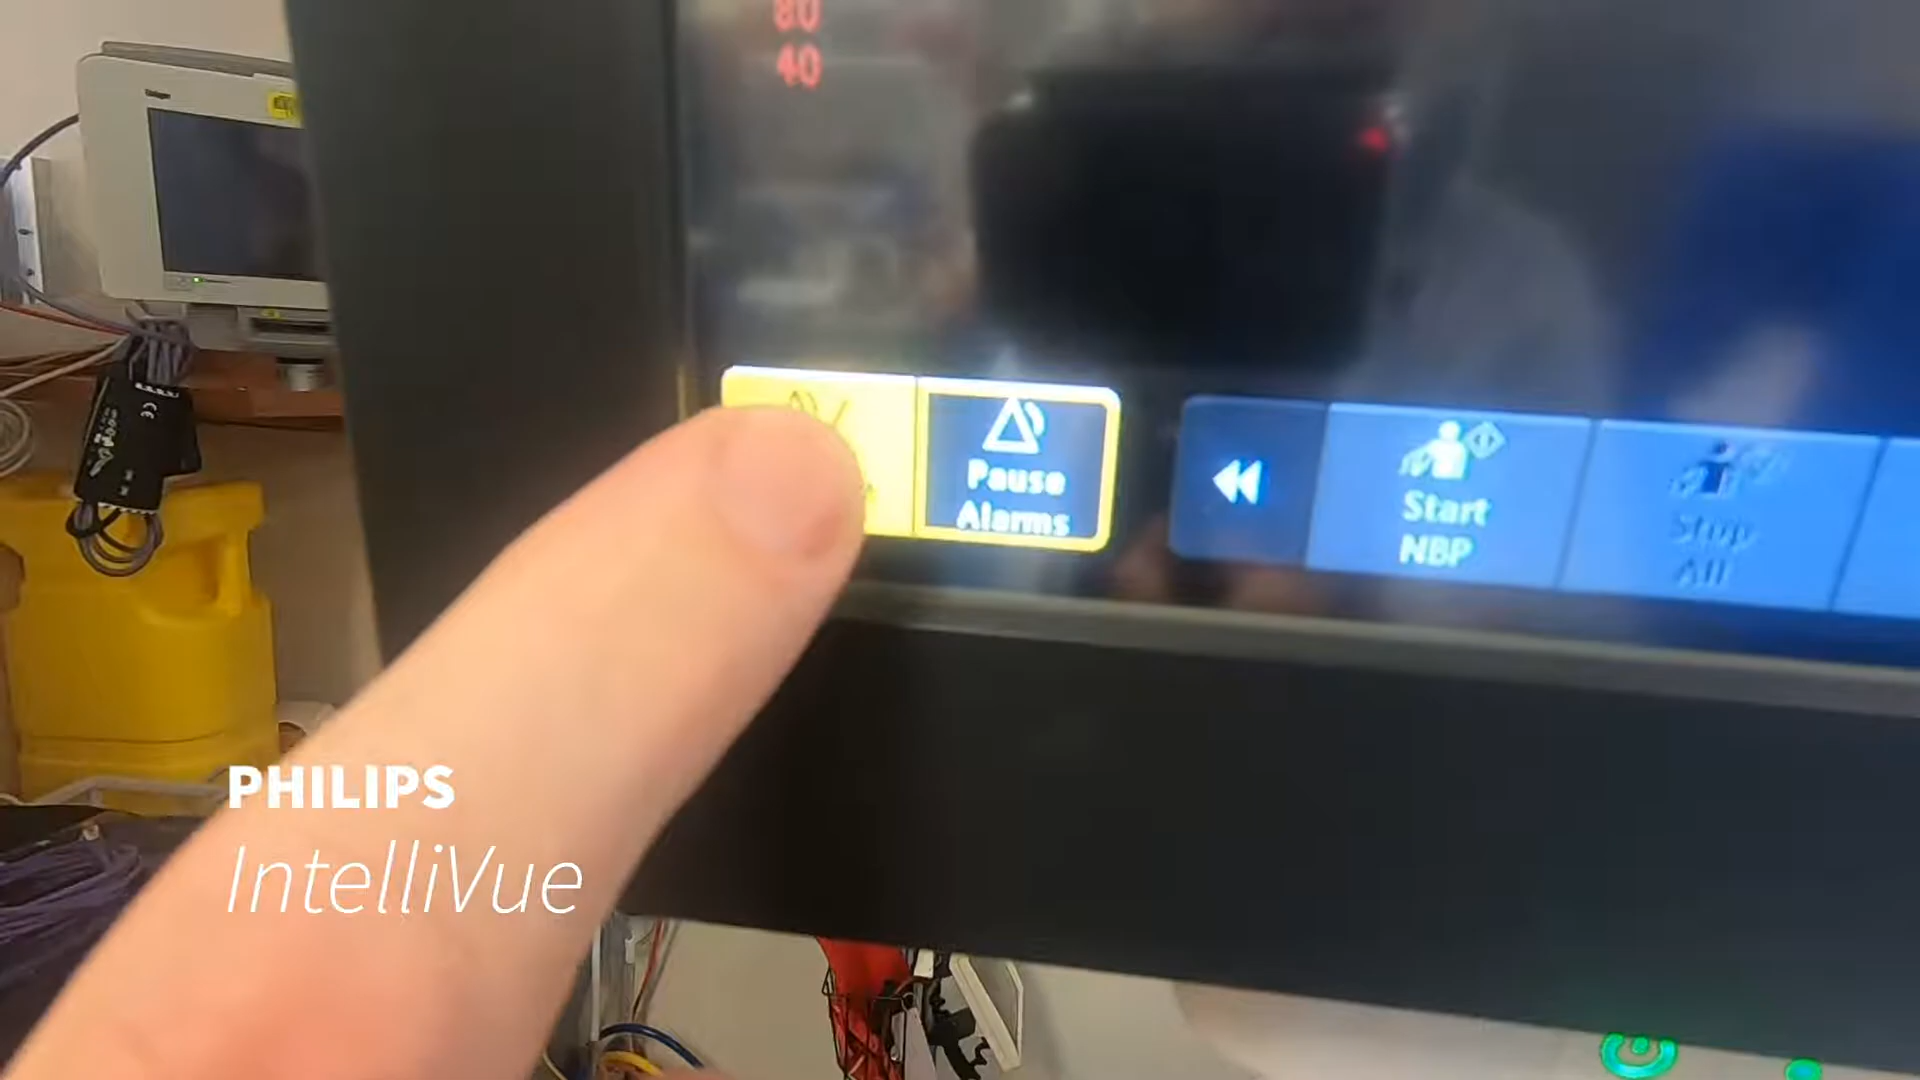 80
40
Pause
Alarms
Start
NBP
Stop
All
PHILIPS
IntelliVue